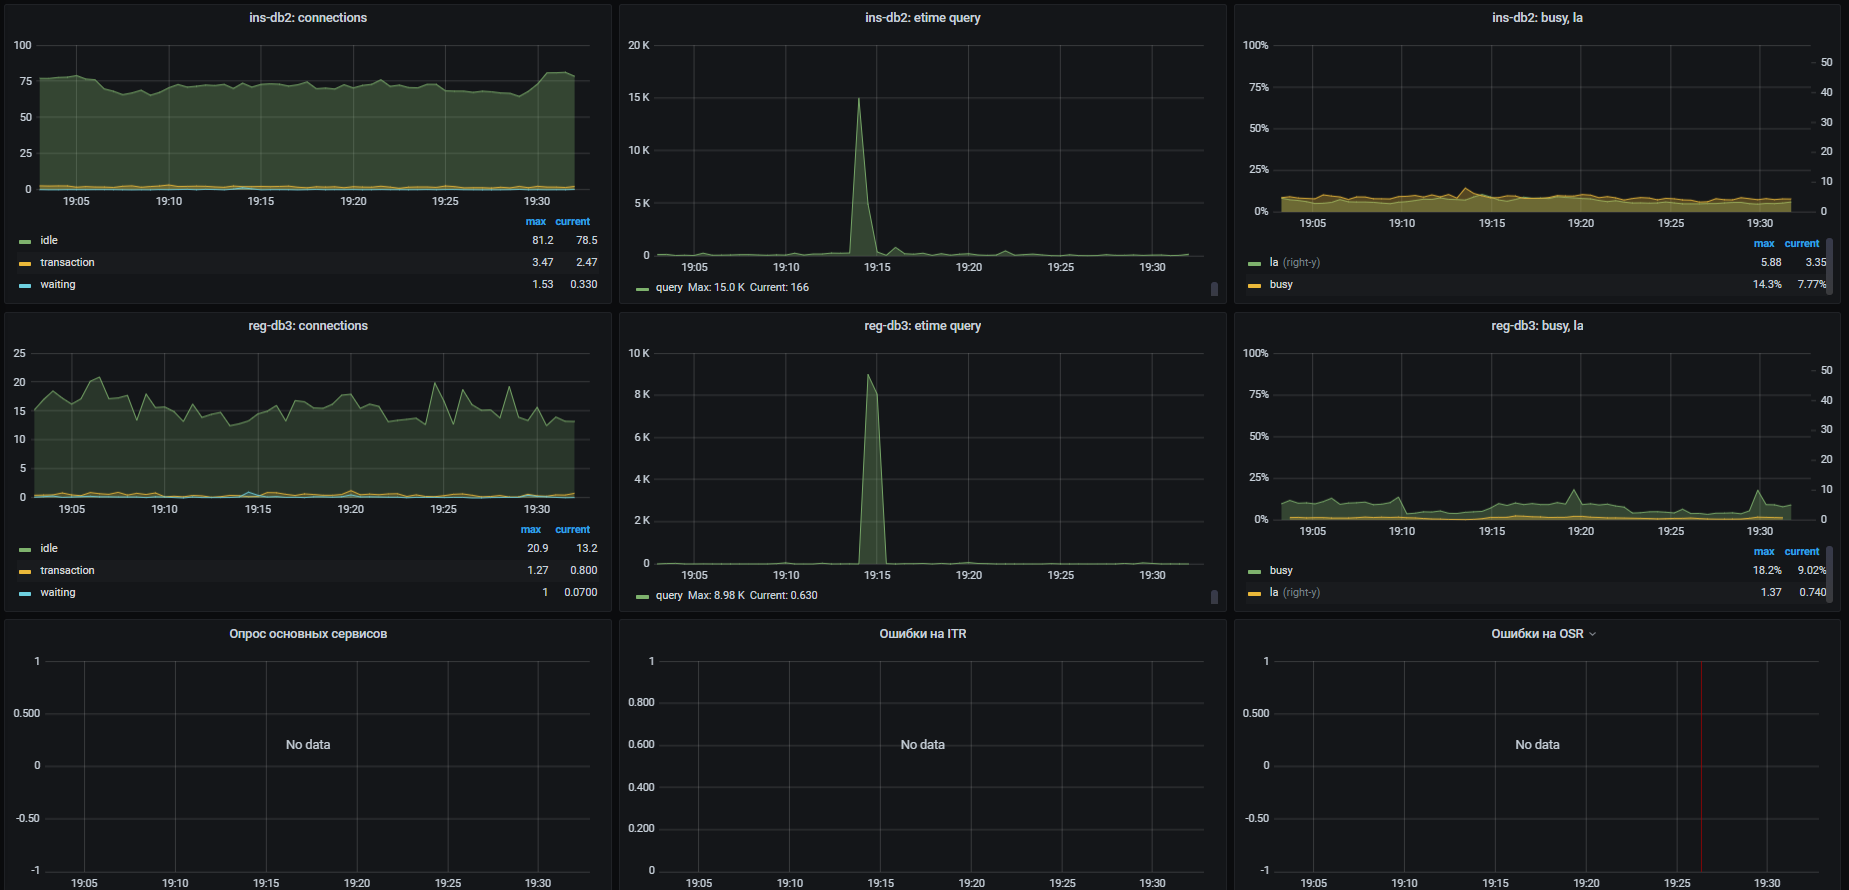 ins-db2: connections
100
75
50
25
0
19:05 19:10 19:15 19:20 19:25 19:30
max current
idle 81.2 78.5
transaction 3.47 2.47
waiting 1.53 0.330
ins-db2: etime query
20 K
15 K
10 K
5 K
0
19:05 19:10 19:15 19:20 19:25 19:30
query Max: 15.0 K Current: 166
ins-db2: busy, la
100%
75%
50%
25%
0%
50
40
30
20
10
0
19:05 19:10 19:15 19:20 19:25 19:30
max current
la (right-y) 5.88 3.35
busy 14.3% 7.77%
reg-db3: connections
25
20
15
10
5
0
19:05 19:10 19:15 19:20 19:25 19:30
max current
idle 20.9 13.2
transaction 1.27 0.800
waiting 1 0.0700
reg-db3: etime query
10 K
8 K
6 K
4 K
2 K
0
19:05 19:10 19:15 19:20 19:25 19:30
query Max: 8.98 K Current: 0.630
reg-db3: busy, la
100%
75%
50%
25%
0%
50
40
30
20
10
0
19:05 19:10 19:15 19:20 19:25 19:30
max current
busy 18.2% 9.02%
la (right-y) 1.37 0.740
Опрос основных сервисов
1
0.500
0
-0.50
-1
No data
19:05 19:10 19:15 19:20 19:25 19:30
Ошибки на ITR
1
0.800
0.600
0.400
0.200
0
No data
19:05 19:10 19:15 19:20 19:25 19:30
Ошибки на OSR
1
0.500
0
-0.50
-1
No data
19:05 19:10 19:15 19:20 19:25 19:30